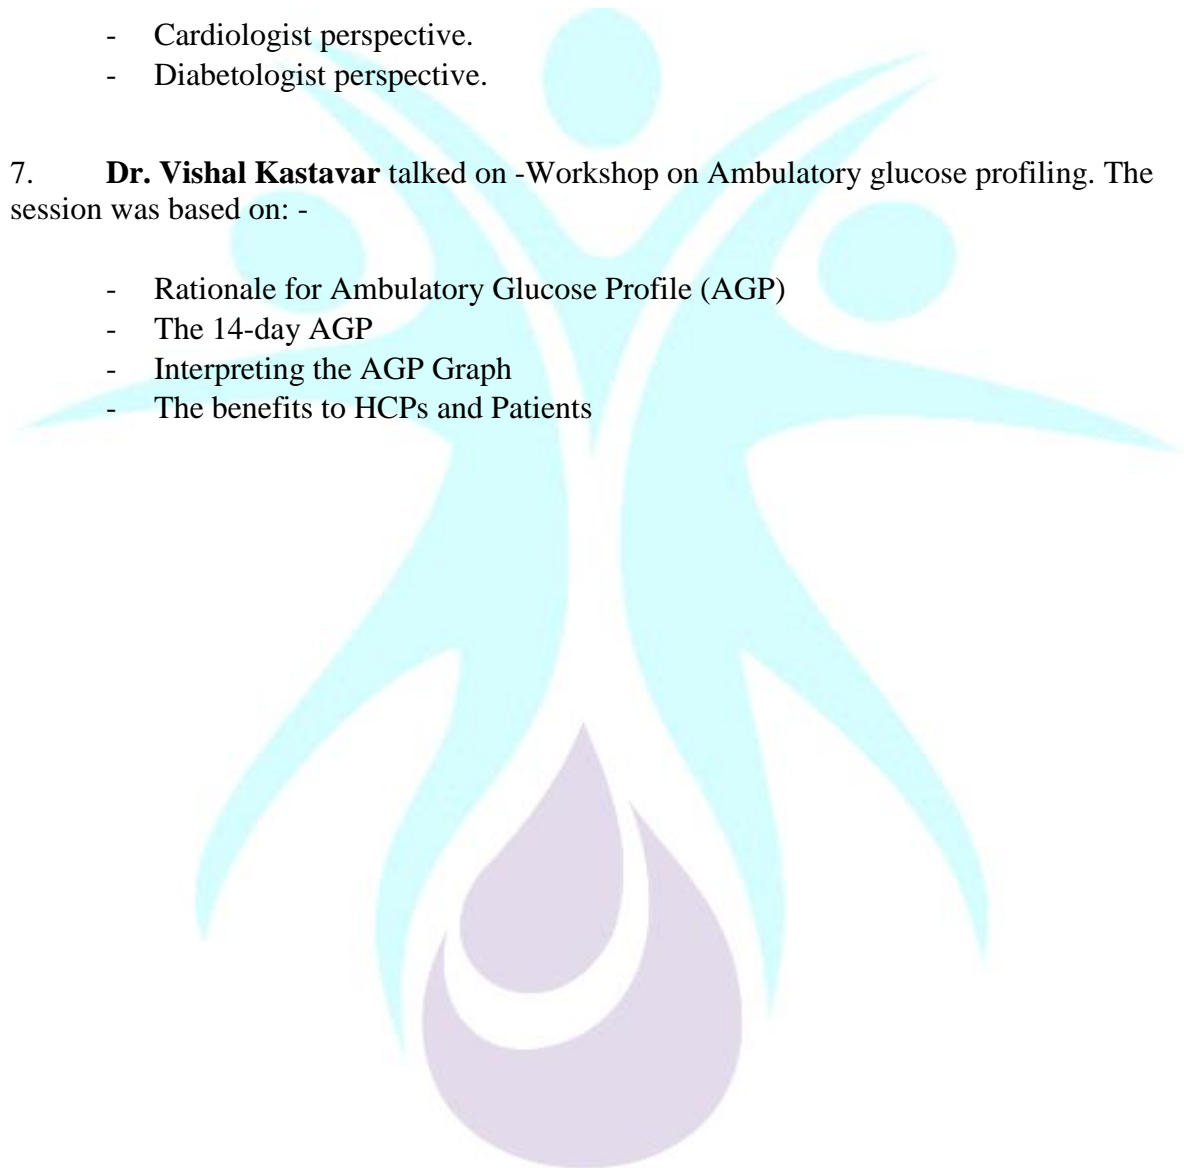 - Cardiologist perspective.
- Diabetologist perspective.
7. Dr. Vishal Kastavar talked on -Workshop on Ambulatory glucose profiling. The
session was based on: -
- Rationale for Ambulatory Glucose Profile (AGP)
- The 14-day AGP
- Interpreting the AGP Graph
- The benefits to HCPs and Patients